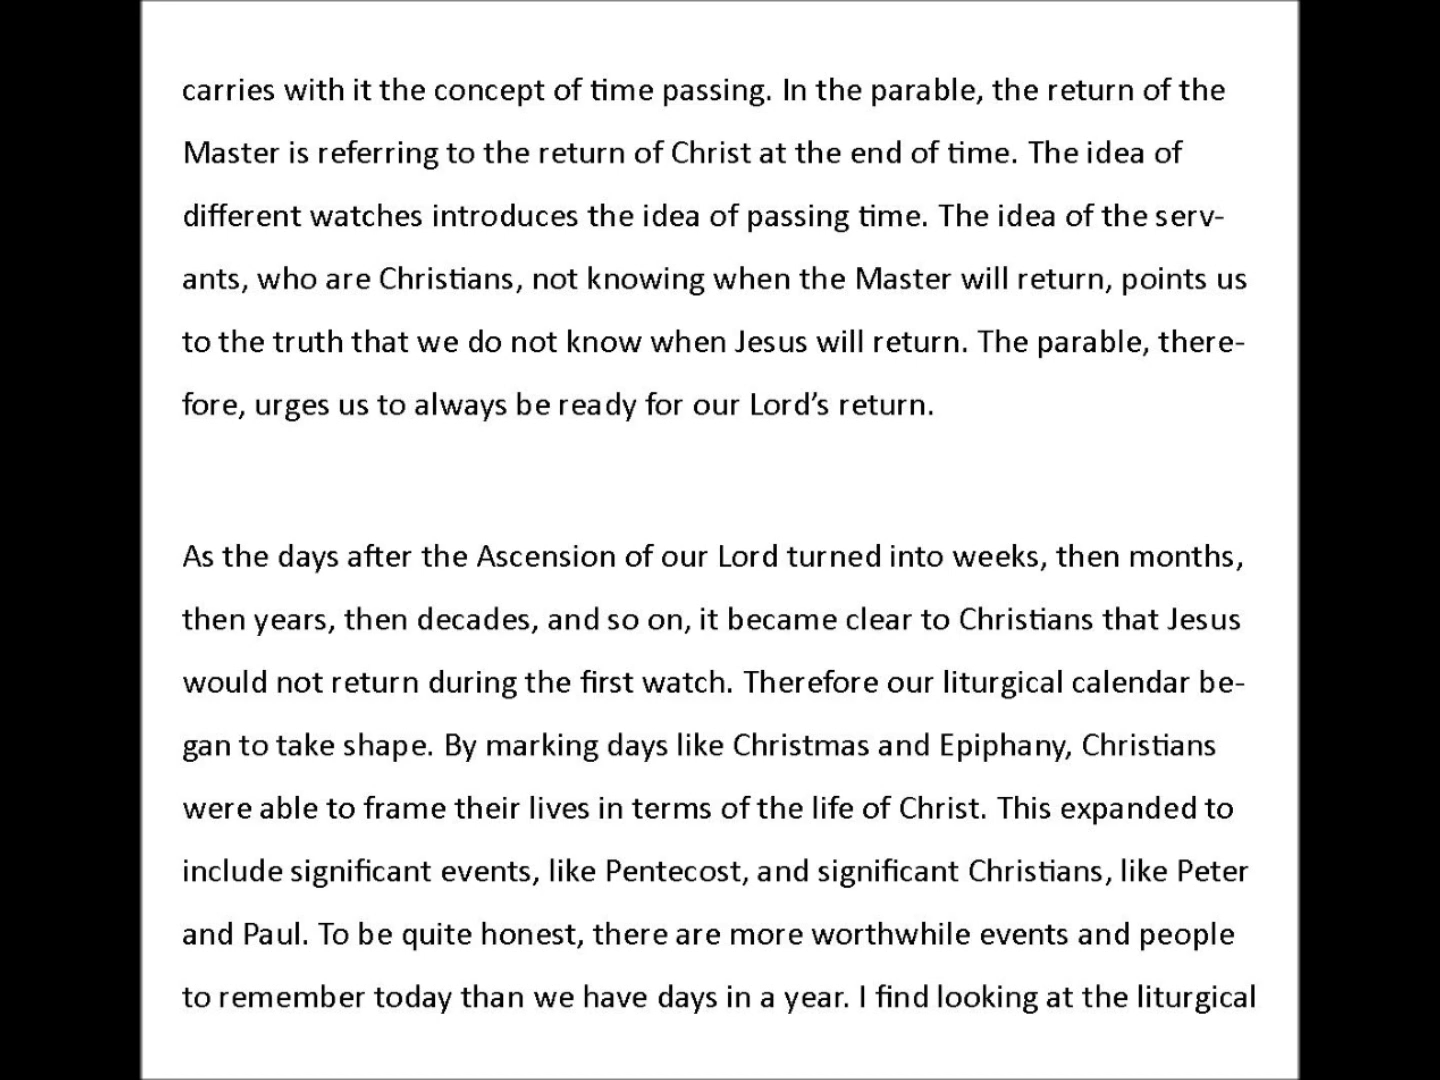 carries with it the concept of time passing. In the parable, the return of the
Master is referring to the return of Christ at the end of time. The idea of
different watches introduces the idea of passing time. The idea of the serv-
ants, who are Christians, not knowing when the Master will return, points us
to the truth that we do not know when Jesus will return. The parable, there-
fore, urges us to always be ready for our Lord’s return.
As the days after the Ascension of our Lord turned into weeks, then months,
then years, then decades, and so on, it became clear to Christians that Jesus
would not return during the first watch. Therefore our liturgical calendar be-
gan to take shape. By marking days like Christmas and Epiphany, Christians
were able to frame their lives in terms of the life of Christ. This expanded to
include significant events, like Pentecost, and significant Christians, like Peter
and Paul. To be quite honest, there are more worthwhile events and people
to remember today than we have days in a year. I find looking at the liturgical